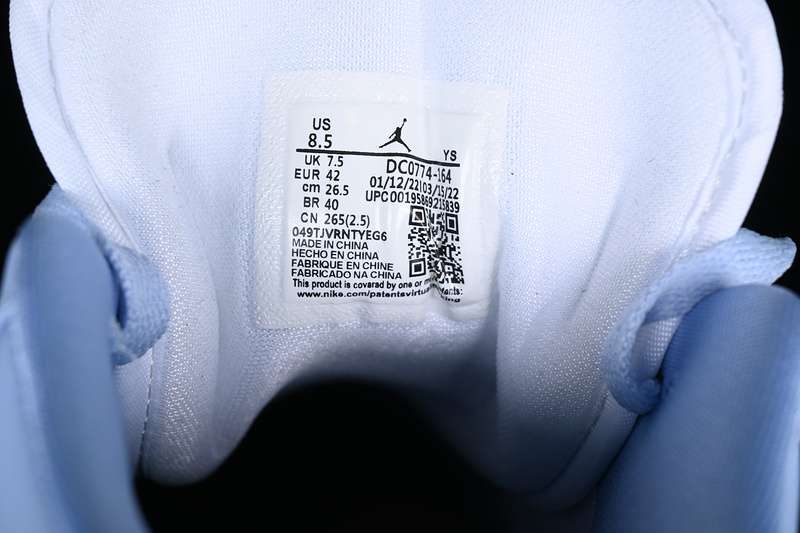 US
8.5
YS
UK 7.5
EUR 42
cm 26.5
BR 40
CN 265(2.5)
DC0774-164
01/12/22|03/15/22
UPC00195869215839
049TJVRNTYEG6
MADE IN CHINA
HECHO EN CHINA
FABRIQUE EN CHINE
FABRICADO NA CHINA
This product is covarad by one or
www.nike.com/patentsvirtual